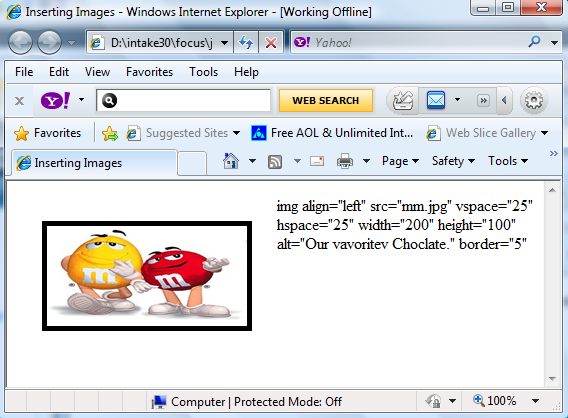 Inserting Images - Windows Internet Explorer - [Working Offline]
D:\intake30\focus\j
Yahoo!
File Edit View Favorites Tools Help
x Y! WEB SEARCH
Favorites Suggested Sites Free AOL & Unlimited Int... Web Slice Gallery
Inserting Images Page Safety Tools
img align="left" src="mm.jpg" vspace="25"
hspace="25" width="200" height="100"
alt="Our vavoritev Choclate." border="5"
m m
Computer | Protected Mode: Off 100%